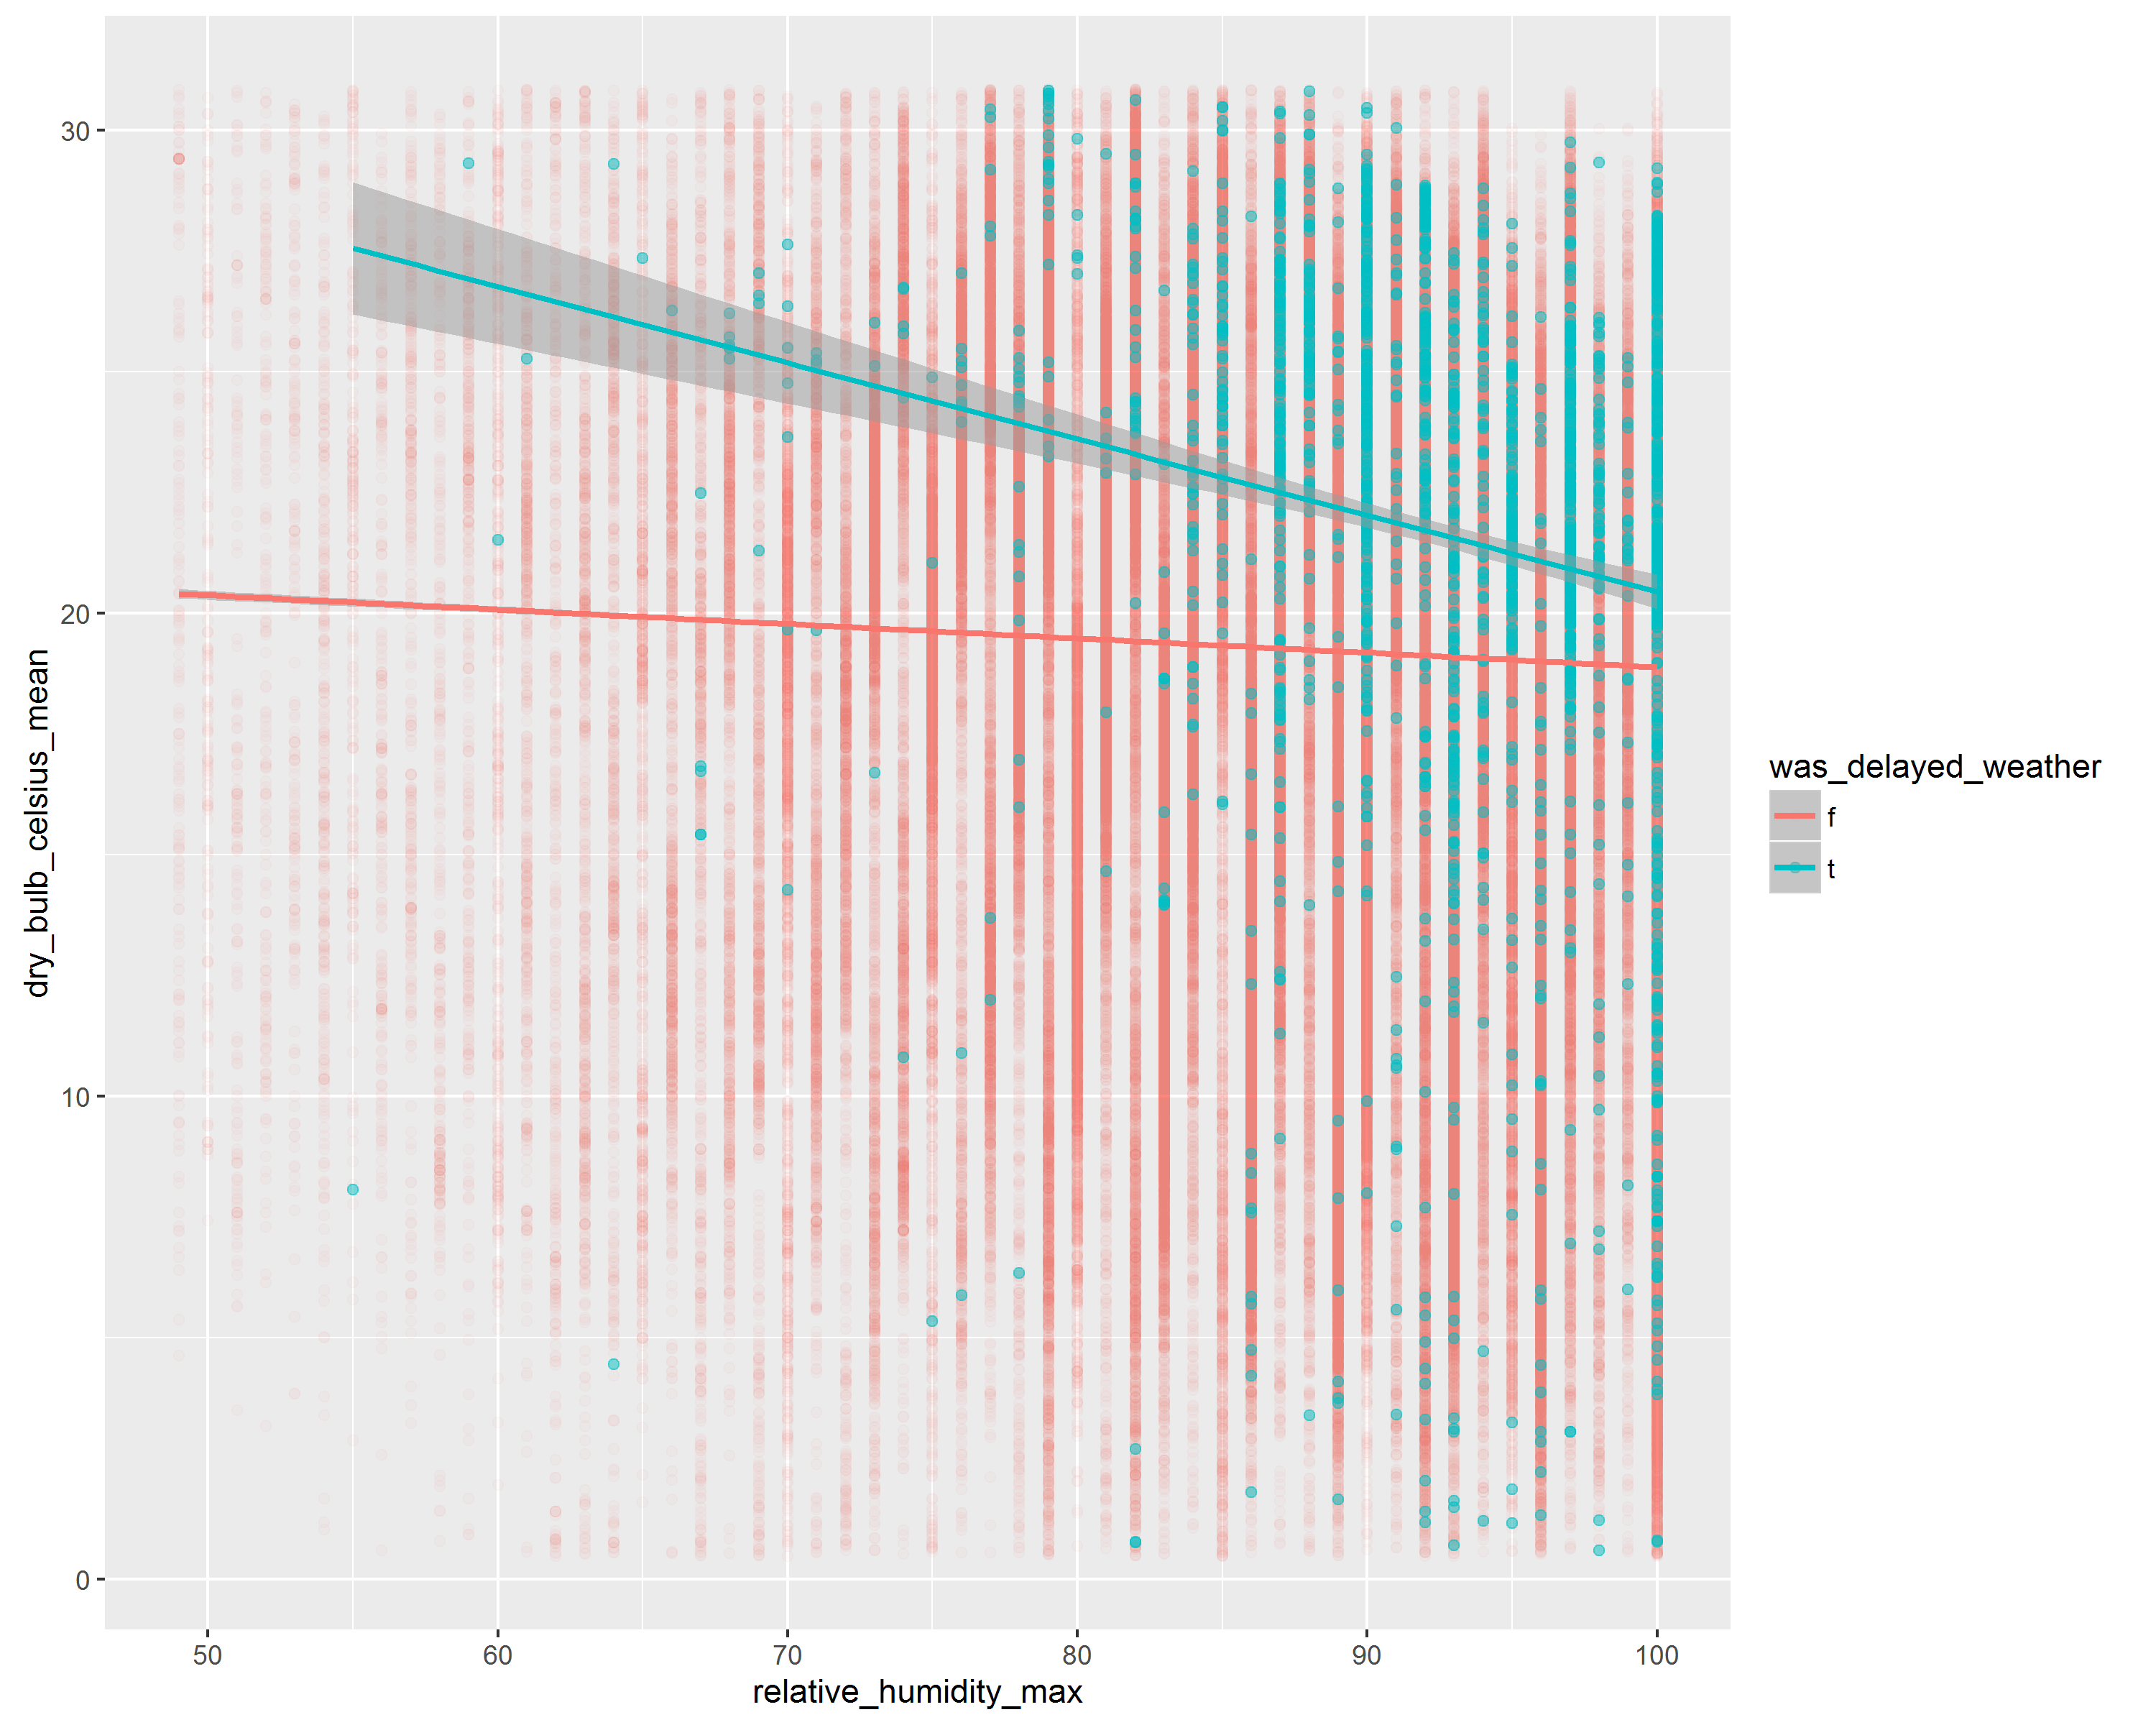 30
20
10
0
dry_bulb_celsius_mean
50 60 70 80 90 100
relative_humidity_max
was_delayed_weather
f
t